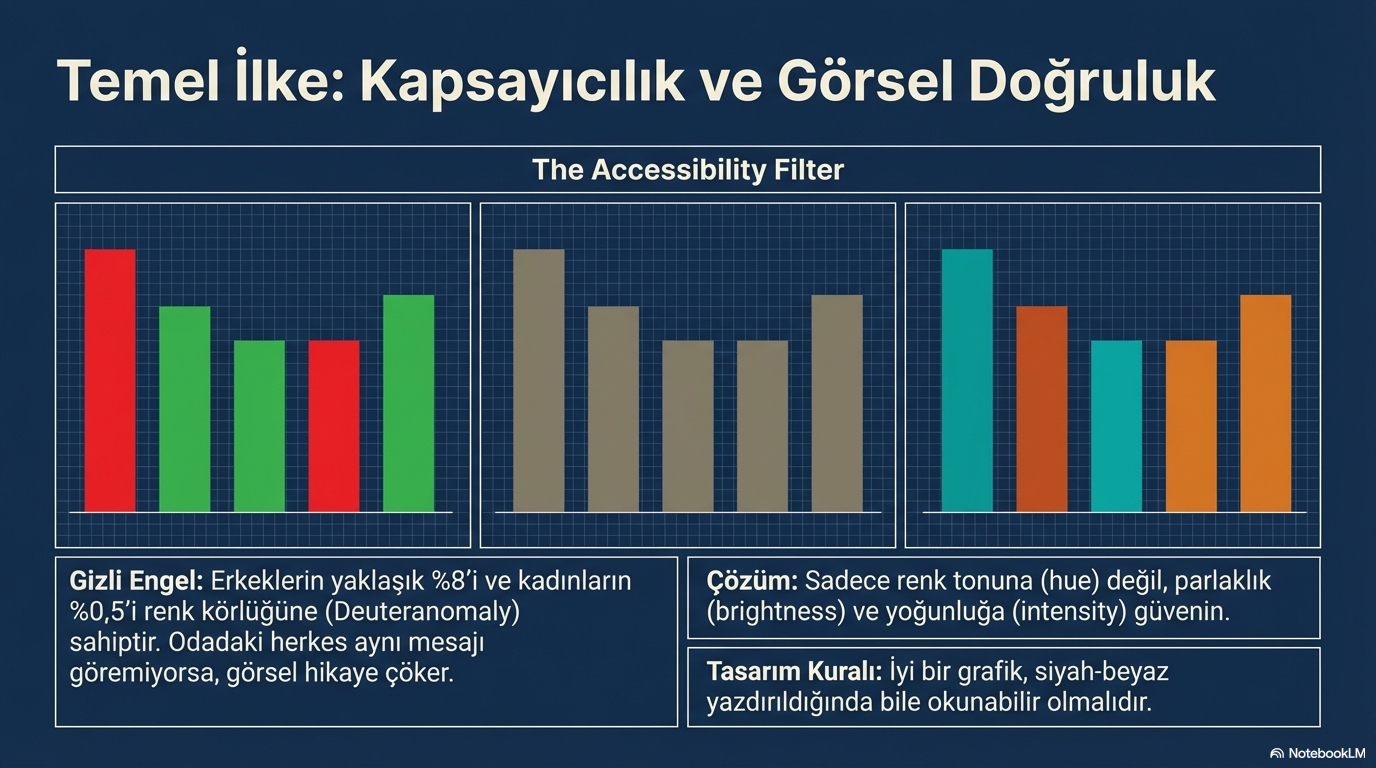 Temel İlke: Kapsayıcılık ve Görsel Doğruluk
The Accessibility Filter
Gizli Engel: Erkeklerin yaklaşık %8'i ve kadınların
%0,5'i renk körlüğüne (Deuteranomaly)
sahiptir. Odadaki herkes aynı mesajı
göremiyorsa, görsel hikaye çöker.
Çözüm: Sadece renk tonuna (hue) değil, parlaklık
(brightness) ve yoğunluğa (intensity) güvenin.
Tasarım Kuralı: İyi bir grafik, siyah-beyaz
yazdırıldığında bile okunabilir olmalıdır.
NotebookLM